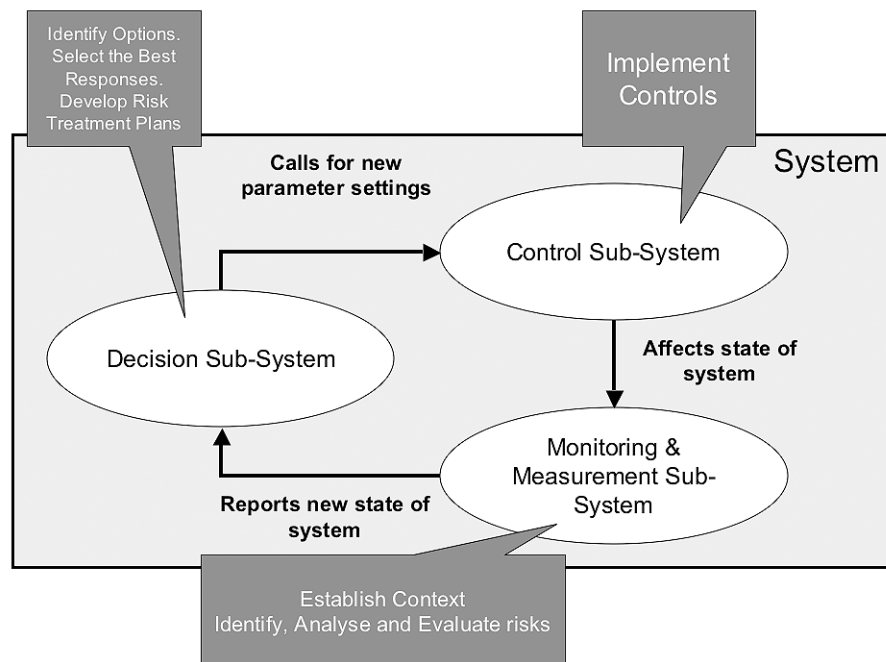 Identify Options.
Select the Best
Responses.
Develop Risk
Treatment Plans
Implement
Controls
System
Calls for new
parameter settings
Control Sub-System
Decision Sub-System
Affects state of
system
Monitoring &
Measurement Sub-
System
Reports new state of
system
Establish Context
Identify, Analyse and Evaluate risks